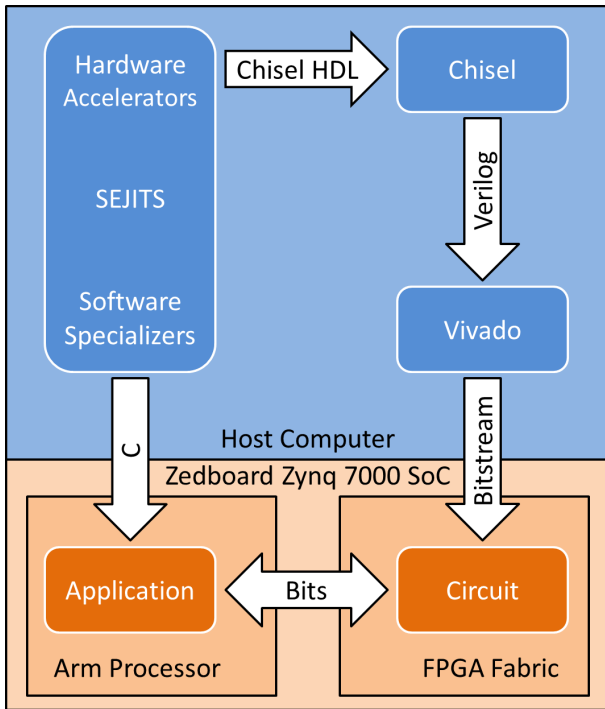 Hardware
Accelerators
Chisel HDL
Chisel
SEJITS
Verilog
Software
Specializers
Vivado
C
Bitstream
Host Computer
Zedboard Zynq 7000 SoC
Application
Bits
Circuit
Arm Processor
FPGA Fabric